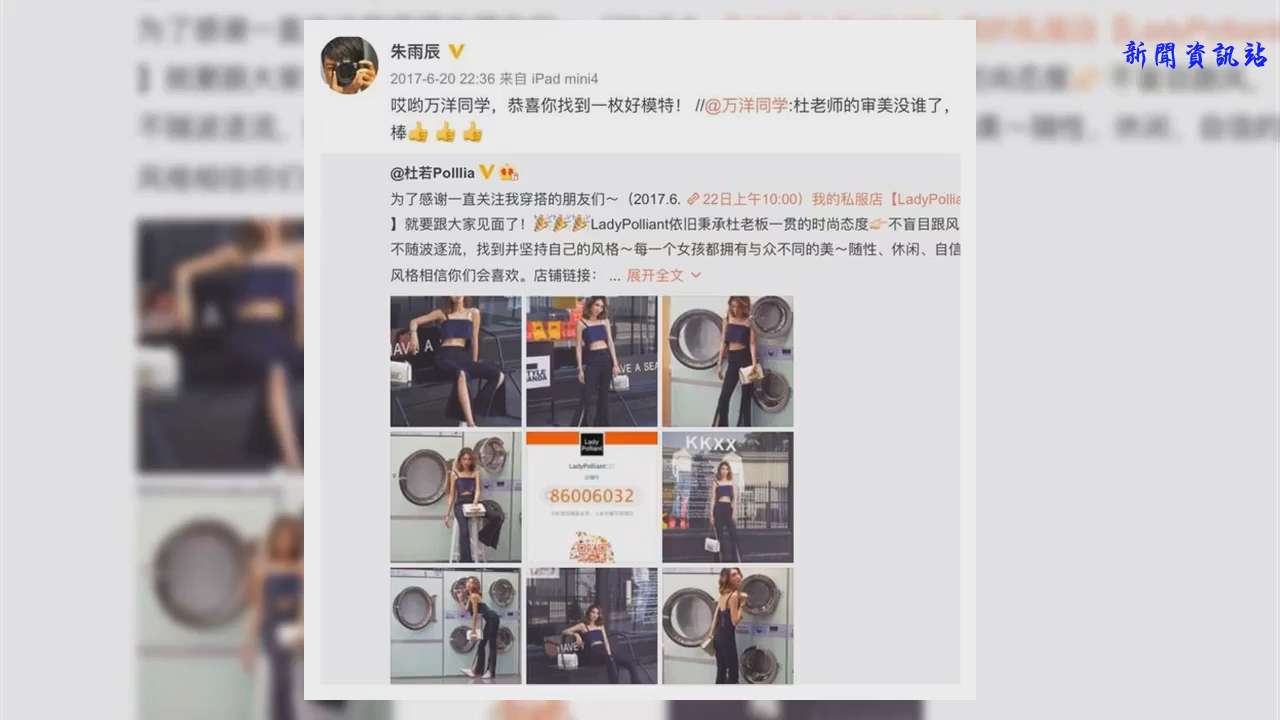 新聞資訊站
朱雨辰
2017-6-20 22:36 来自 iPad mini4
哎哟万洋同学，恭喜你找到一枚好模特！ //@万洋同学:杜老师的审美没谁了，
棒👍👍👍
@杜若Polllia
为了感谢一直关注我穿搭的朋友们～（2017.6. 22日上午10:00）我的私服店【LadyPollia
】就要跟大家见面了！🎉🎉🎉LadyPolliant依旧秉承杜老板一贯的时尚态度👉不盲目跟风
不随波逐流，找到并坚持自己的风格～每一个女孩都拥有与众不同的美～随性、休闲、自信
风格相信你们会喜欢。店铺链接： ... 展开全文
AVE A
STYLE
PANDA
AVE A SEA
Lady
Polliant
LadyPolliant
86006032
KKXX
HAVE